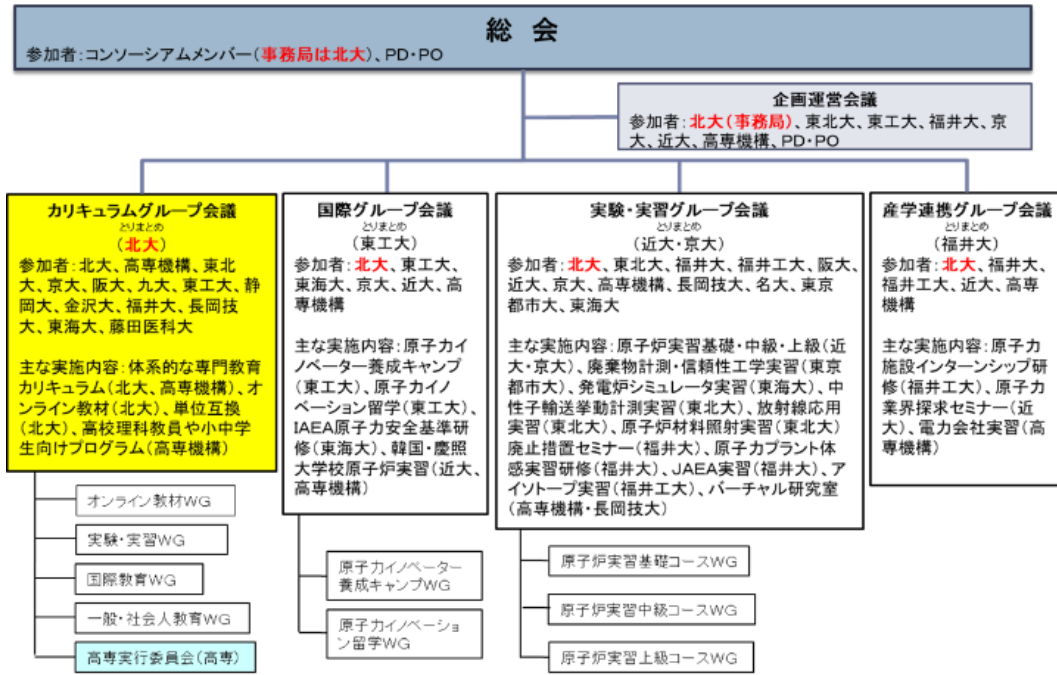 総 会
参加者:コンソーシアムメンバー(事務局は北大)、PD・PO
企画運営会議
参加者:北大(事務局)、東北大、東工大、福井大、京
大、近大、高専機構、PD・PO
カリキュラムグループ会議
とりまとめ
(北大)
参加者:北大、高専機構、東北
大、京大、阪大、九大、東工大、静
岡大、金沢大、福井大、長岡技
大、東海大、藤田医科大
主な実施内容:体系的な専門教育
カリキュラム(北大、高専機構)、オ
ンライン教材(北大)、単位互換
(北大)、高校理科教員や小中学
生向けプログラム(高専機構)
オンライン教材WG
実験・実習WG
国際教育WG
一般・社会人教育WG
高専実行委員会(高専)
国際グループ会議
とりまとめ
(東工大)
参加者:北大、東工大、
東海大、京大、近大、高
専機構
主な実施内容:原子力イ
ノベーター養成キャンプ
(東工大)、原子力イノ
ベーション留学(東工大)、
IAEA原子力安全基準研
修(東海大)、韓国・慶照
大学校原子炉実習(近大、
高専機構)
原子力イノベーター
養成キャンプWG
原子力イノベーショ
ン留学WG
実験・実習グループ会議
とりまとめ
(近大・京大)
参加者:北大、東北大、福井大、福井工大、阪大、
近大、京大、高専機構、長岡技大、名大、東京
都市大、東海大
主な実施内容:原子炉実習基礎・中級・上級(近
大・京大)、廃棄物計測・信頼性工学実習(東京
都市大)、発電炉シミュレータ実習(東海大)、中
性子輸送挙動計測実習(東北大)、放射線応用
実習(東北大)、原子炉材料照射実習(東北大)
廃止措置セミナー(福井大)、原子力プラント体
感実習研修(福井大)、JAEA実習(福井大)、ア
イソトープ実習(福井工大)、バーチャル研究室
(高専機構・長岡技大)
原子炉実習基礎コースWG
原子炉実習中級コースWG
原子炉実習上級コースWG
産学連携グループ会議
とりまとめ
(福井大)
参加者:北大、福井大、
福井工大、近大、高専
機構
主な実施内容:原子力
施設インターンシップ研
修(福井工大)、原子力
業界探求セミナー(近
大)、電力会社実習(高
専機構)